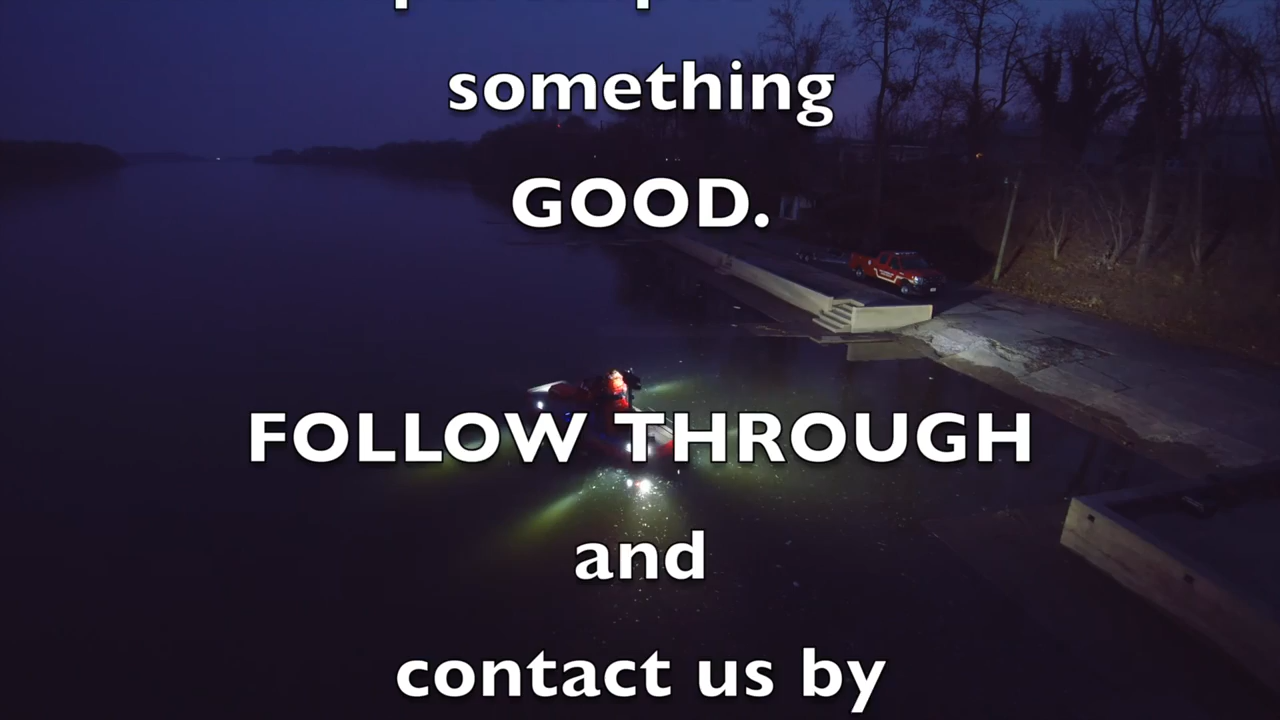 something
GOOD.
FOLLOW THROUGH
and
contact us by